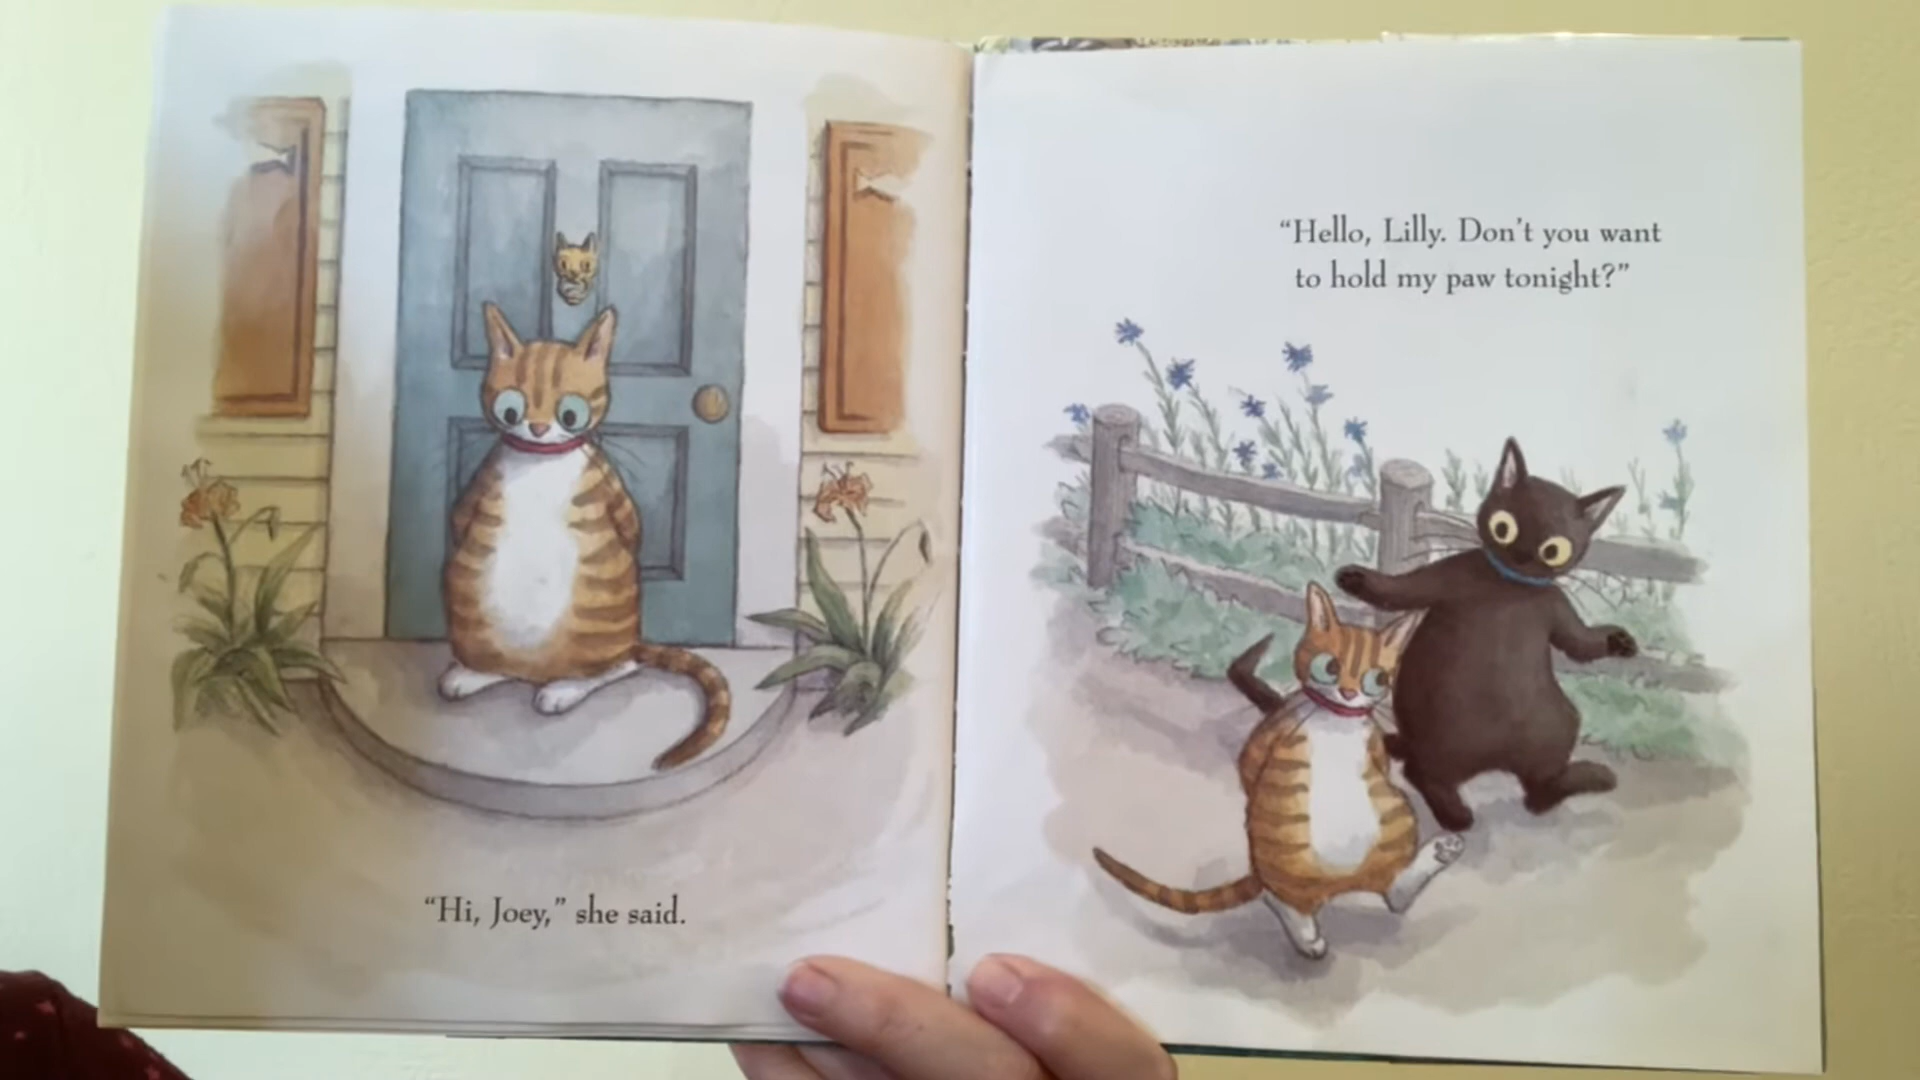 “Hi, Joey,” she said.
“Hello, Lilly. Don’t you want
to hold my paw tonight?”